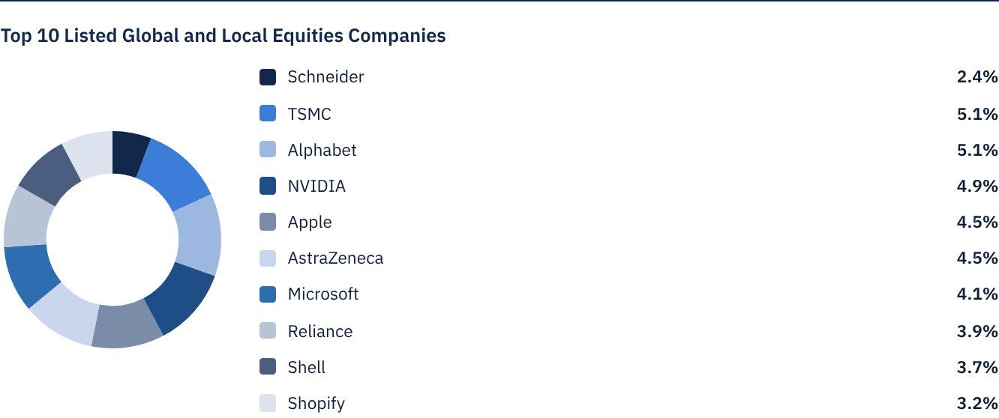 Top 10 Listed Global and Local Equities Companies
Schneider 2.4%
TSMC 5.1%
Alphabet 5.1%
NVIDIA 4.9%
Apple 4.5%
AstraZeneca 4.5%
Microsoft 4.1%
Reliance 3.9%
Shell 3.7%
Shopify 3.2%